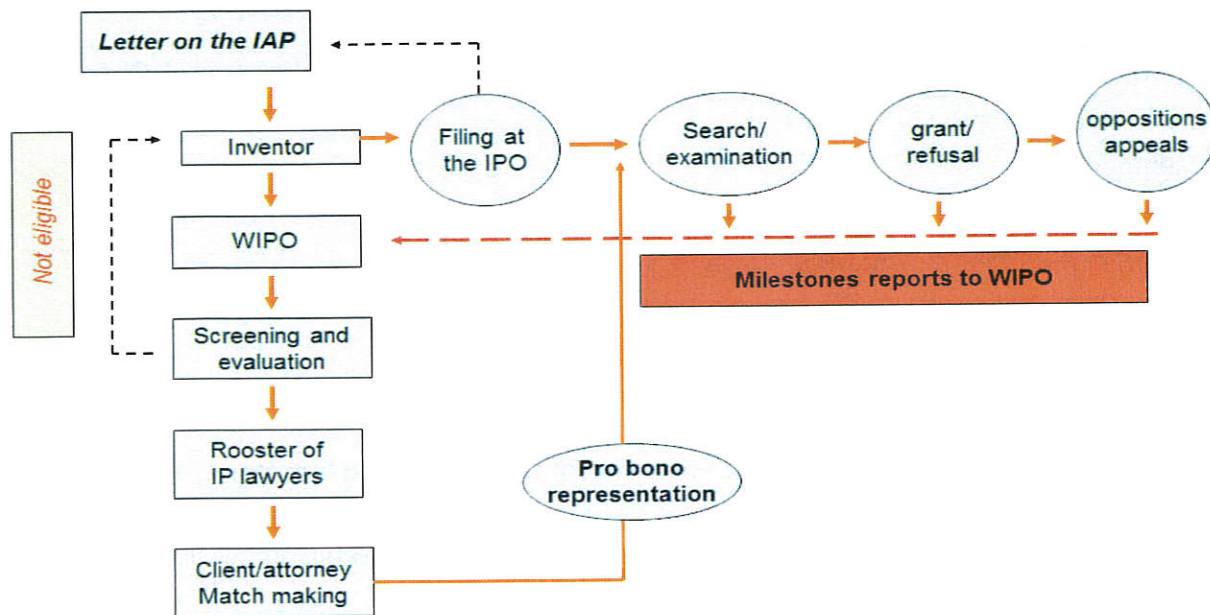 Letter on the IAP
Not éligible
Inventor
Filing at
the IPO
Search/
examination
grant/
refusal
oppositions
appeals
WIPO
Milestones reports to WIPO
Screening and
evaluation
Rooster of
IP lawyers
Pro bono
representation
Client/attorney
Match making